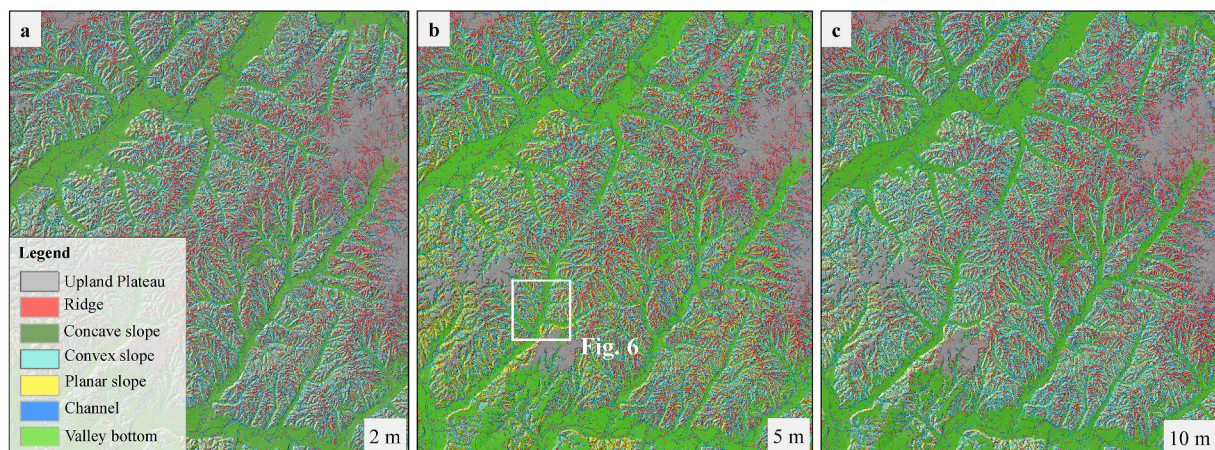 a
b
c
Legend
Upland Plateau
Ridge
Concave slope
Convex slope
Planar slope
Channel
Valley bottom
Fig. 6
2 m
5 m
10 m